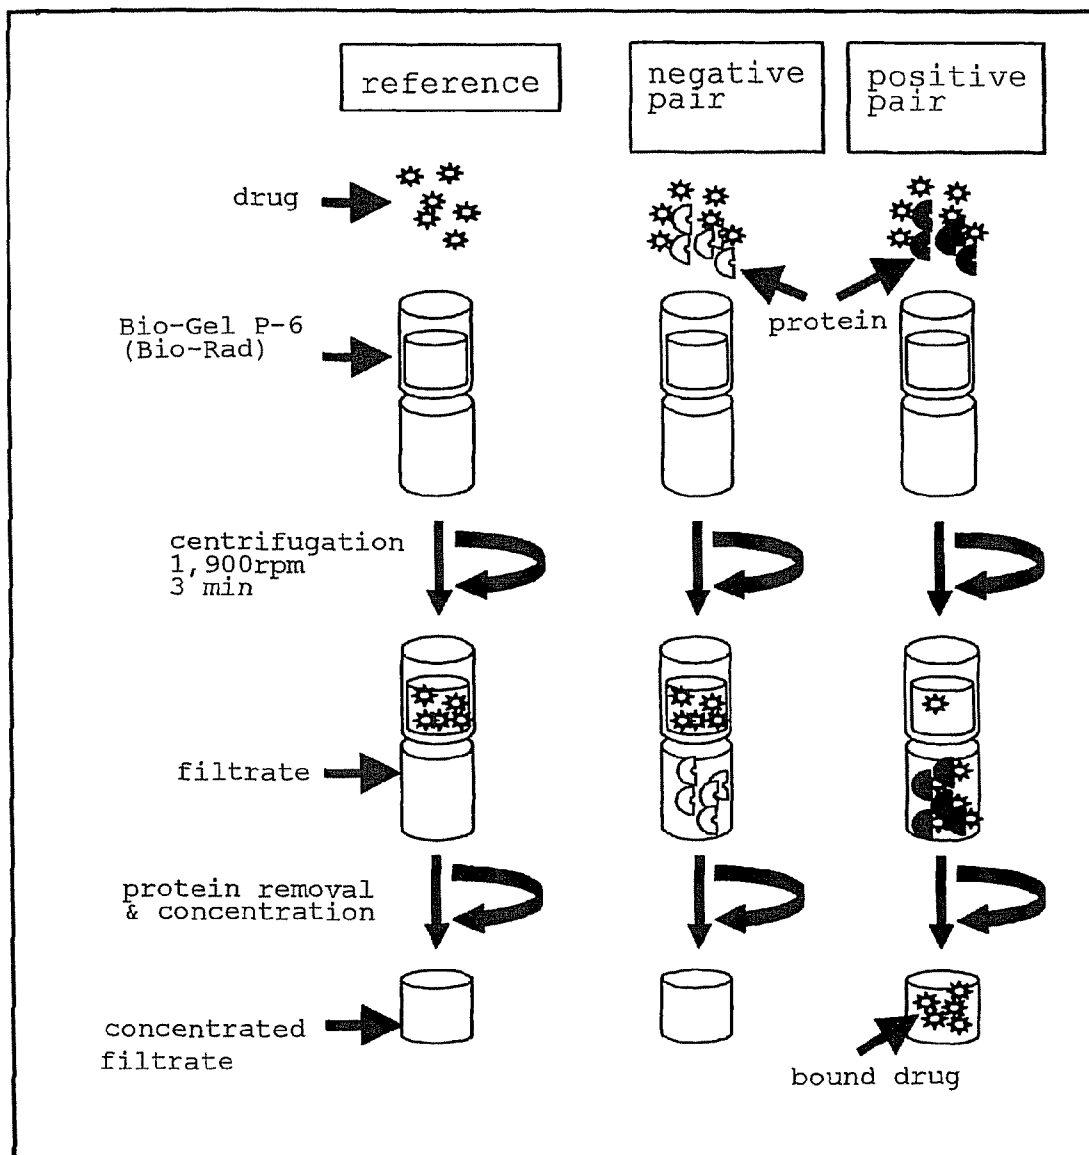 reference
negative
pair
positive
pair
drug
protein
Bio-Gel P-6
(Bio-Rad)
centrifugation
1,900rpm
3 min
filtrate
protein removal
& concentration
concentrated
filtrate
bound drug